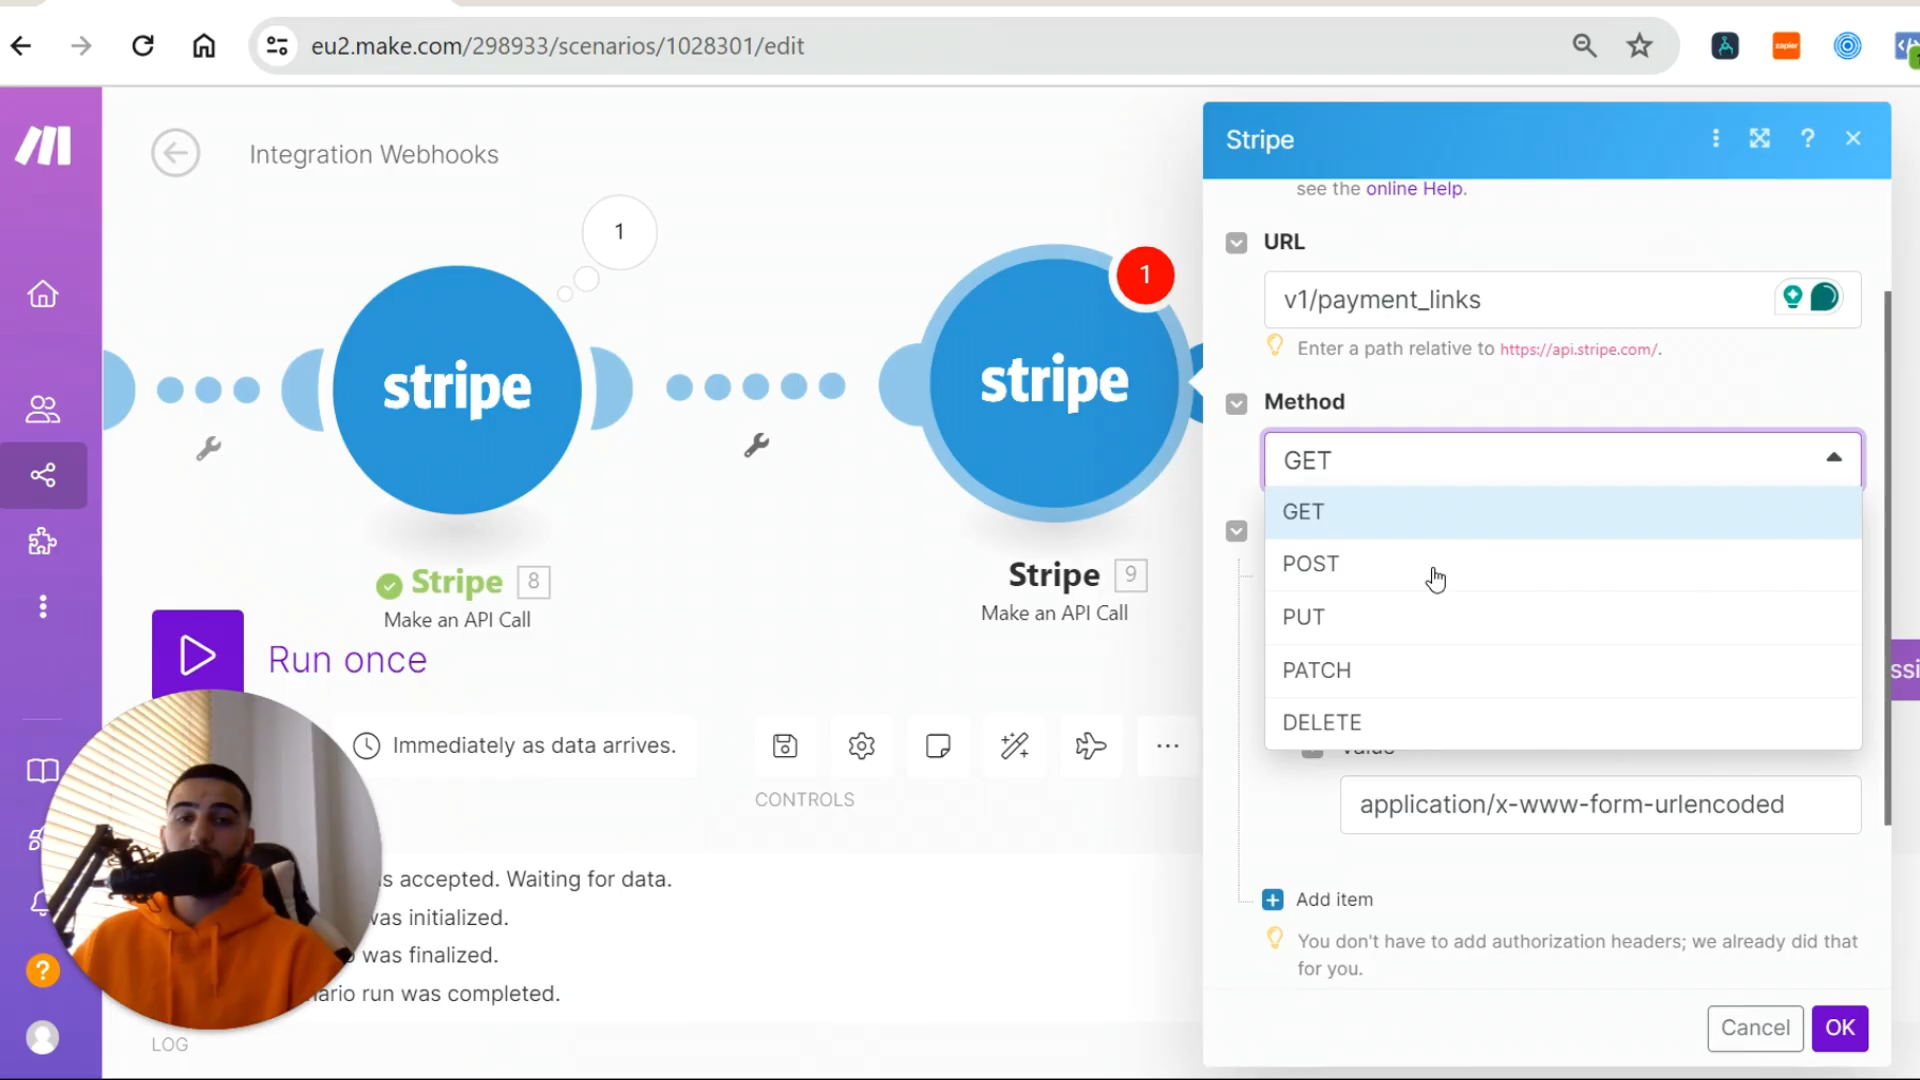 eu2.make.com/298933/scenarios/1028301/edit
zapier
Integration Webhooks
1
stripe
Stripe 8
Make an API Call
1
stripe
Stripe 9
Make an API Call
Run once
Immediately as data arrives.
CONTROLS
s accepted. Waiting for data.
was initialized.
was finalized.
ario run was completed.
LOG
Stripe
see the online Help.
URL
v1/payment_links
Enter a path relative to https://api.stripe.com/.
Method
GET
GET
POST
PUT
PATCH
DELETE
Value
application/x-www-form-urlencoded
Add item
You don't have to add authorization headers; we already did that
for you.
Cancel
OK